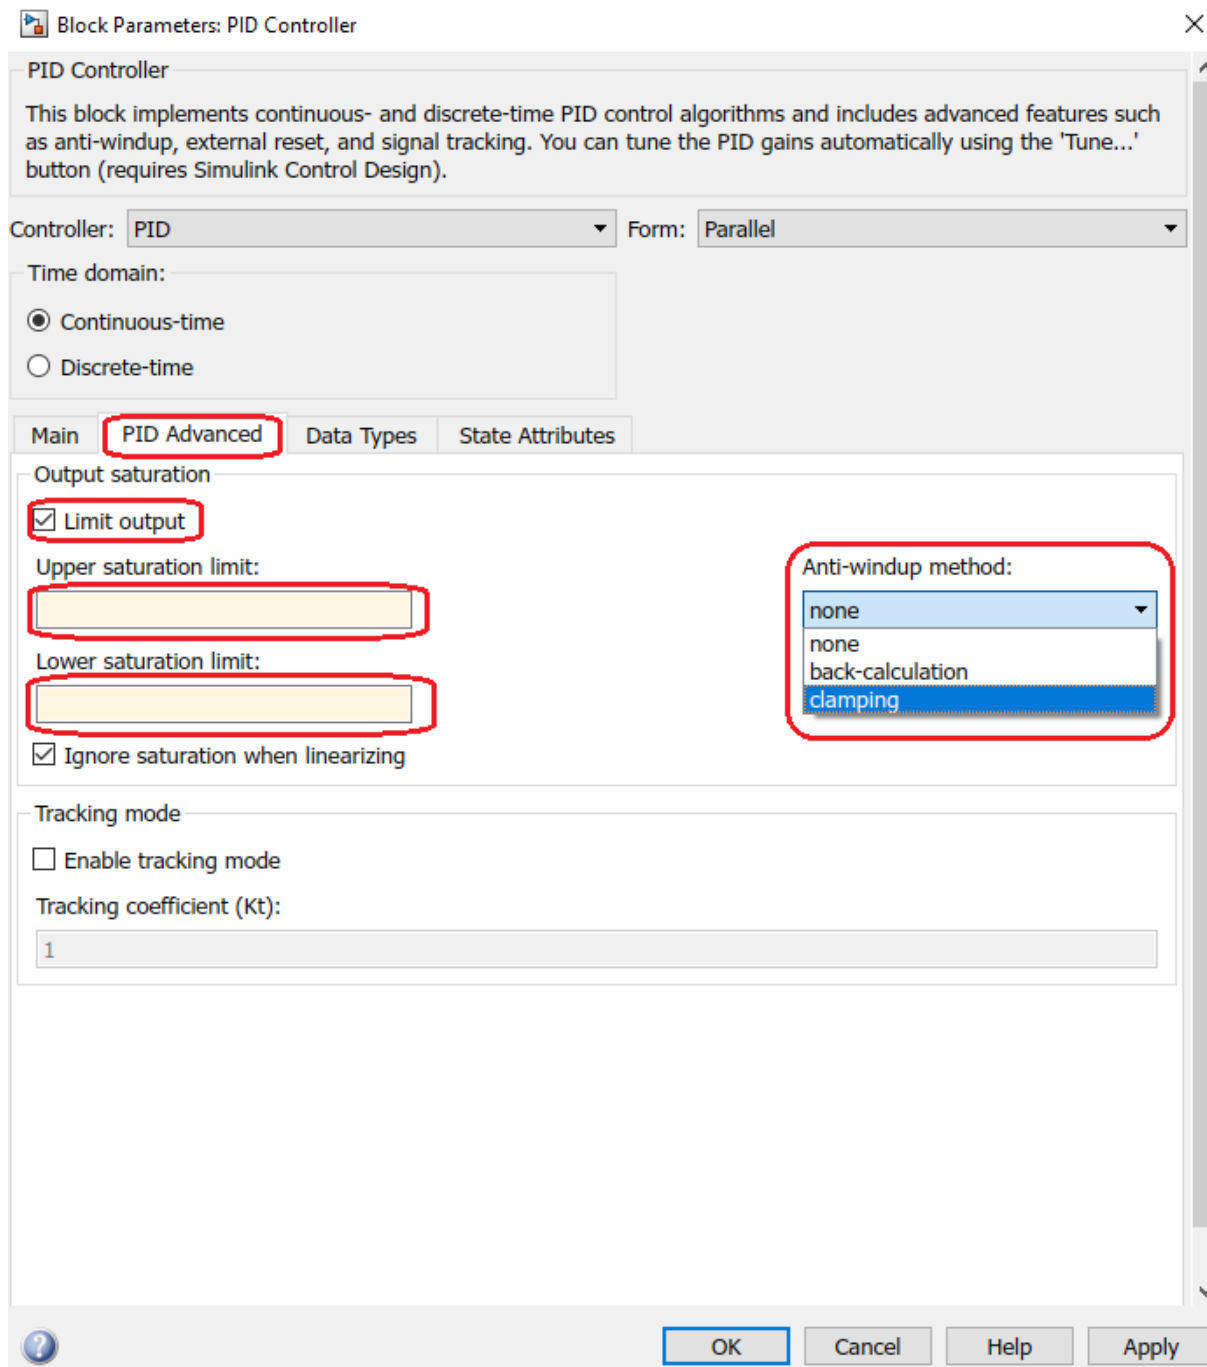 Block Parameters: PID Controller
PID Controller
This block implements continuous- and discrete-time PID control algorithms and includes advanced features such
as anti-windup, external reset, and signal tracking. You can tune the PID gains automatically using the 'Tune...'
button (requires Simulink Control Design).
Controller: PID Form: Parallel
Time domain:
Continuous-time
Discrete-time
Main PID Advanced Data Types State Attributes
Output saturation
Limit output
Upper saturation limit: Anti-windup method:
none
none
Lower saturation limit:
back-calculation
clamping
Ignore saturation when linearizing
Tracking mode
Enable tracking mode
Tracking coefficient (Kt):
1
? OK Cancel Help Apply